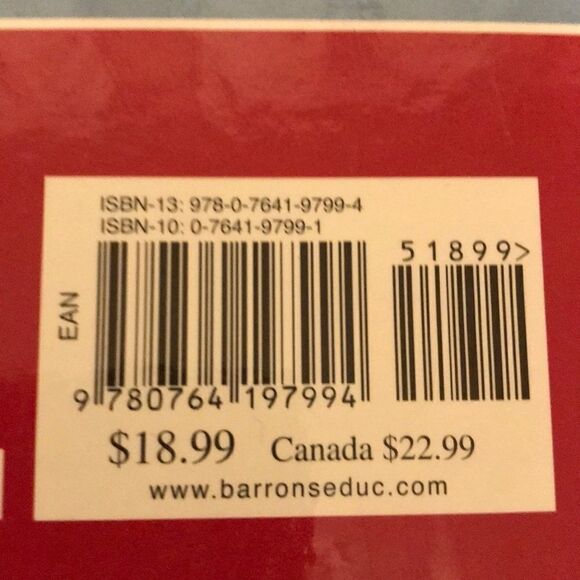 ISBN-13: 978-0-7641-9799-4
ISBN-10: 0-7641-9799-1
51899>
EAN
9 780764 197994
$18.99 Canada $22.99
www.barronseduc.com